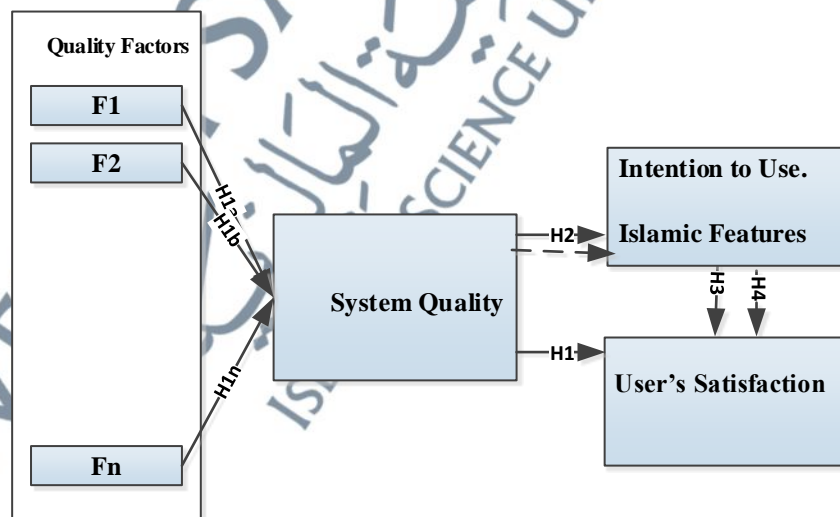 Quality Factors
F1
F2
Fn
H1b
H1n
System Quality
H2
H1
Intention to Use.
Islamic Features
H3
H4
User's Satisfaction
SCIENCE